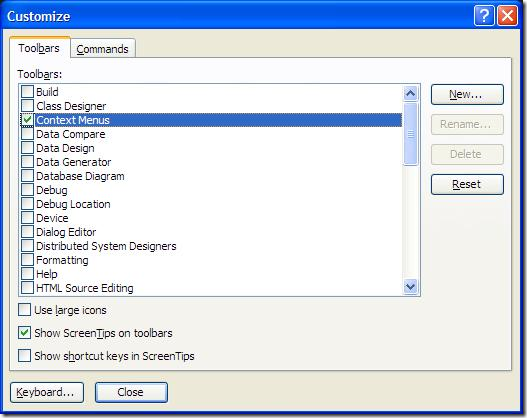 Customize
Toolbars Commands
Toolbars:
Build
Class Designer
Context Menus
Data Compare
Data Design
Data Generator
Database Diagram
Debug
Debug Location
Device
Dialog Editor
Distributed System Designers
Formatting
Help
HTML Source Editing
New...
Rename...
Delete
Reset
Use large icons
Show ScreenTips on toolbars
Show shortcut keys in ScreenTips
Keyboard... Close